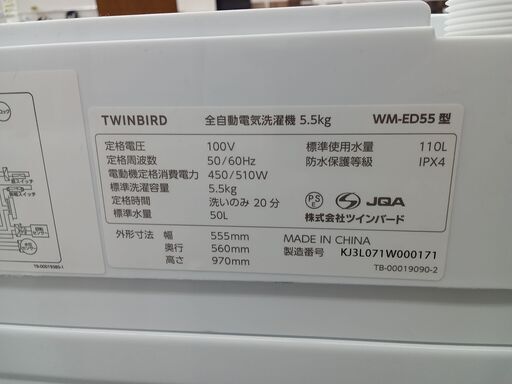 TWINBIRD 全自動電気洗濯機 5.5kg WM-ED55 型
定格電圧 100V
定格周波数 50/60Hz
電動機定格消費電力 450/510W
標準洗濯容量 5.5kg
定格時間 洗いのみ 20分
標準水量 50L
外形寸法 幅 555mm
奥行 560mm
高さ 970mm
標準使用水量 110L
防水保護等級 IPX4
PS
E
JQA
株式会社ツインバード
MADE IN CHINA
製造番号 KJ3L071W000171
TB-00019090-2
TB-00019089-1